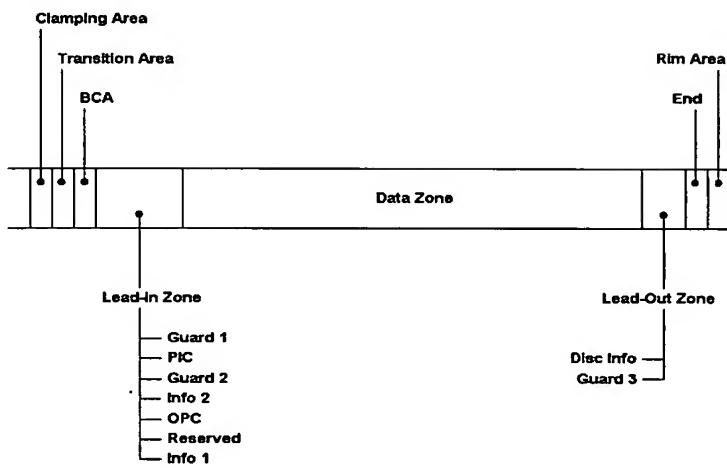 Clamping Area
Transition Area
BCA
Rim Area
End
Data Zone
Lead-In Zone
Guard 1
PIC
Guard 2
Info 2
OPC
Reserved
Info 1
Lead-Out Zone
Disc Info
Guard 3